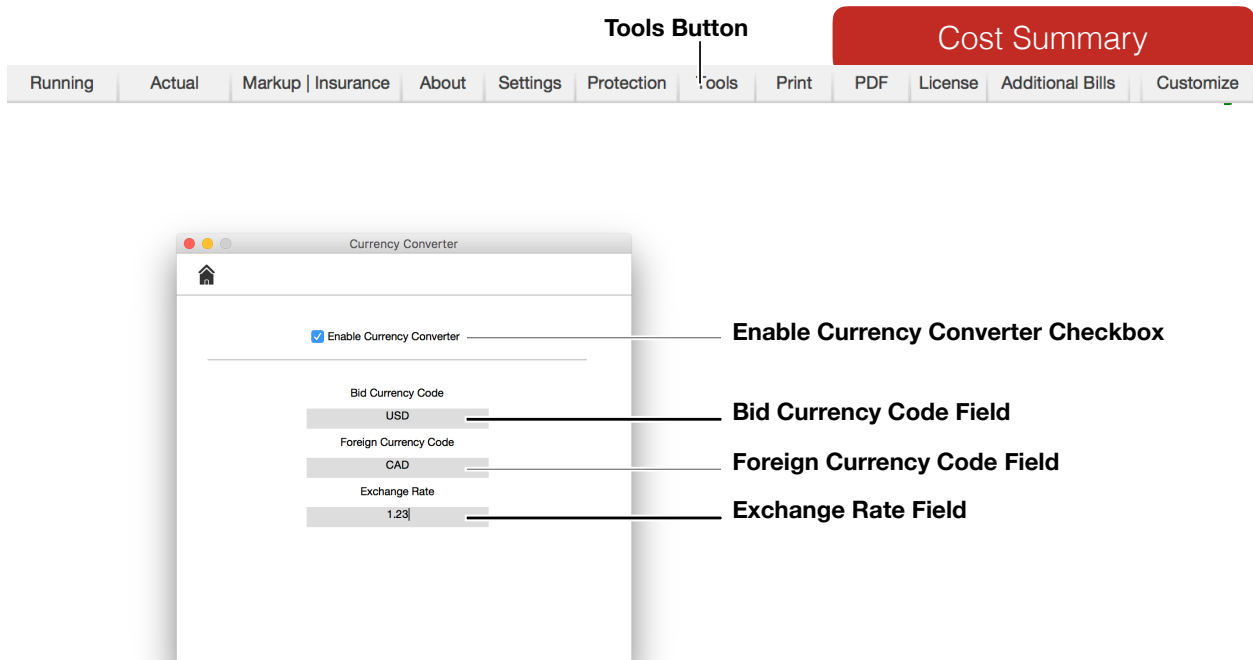 Tools Button
Cost Summary
Running Actual Markup | Insurance About Settings Protection Tools Print PDF License Additional Bills Customize
Currency Converter
Enable Currency Converter
Enable Currency Converter Checkbox
Bid Currency Code
USD
Bid Currency Code Field
Foreign Currency Code
CAD
Foreign Currency Code Field
Exchange Rate
1.23
Exchange Rate Field